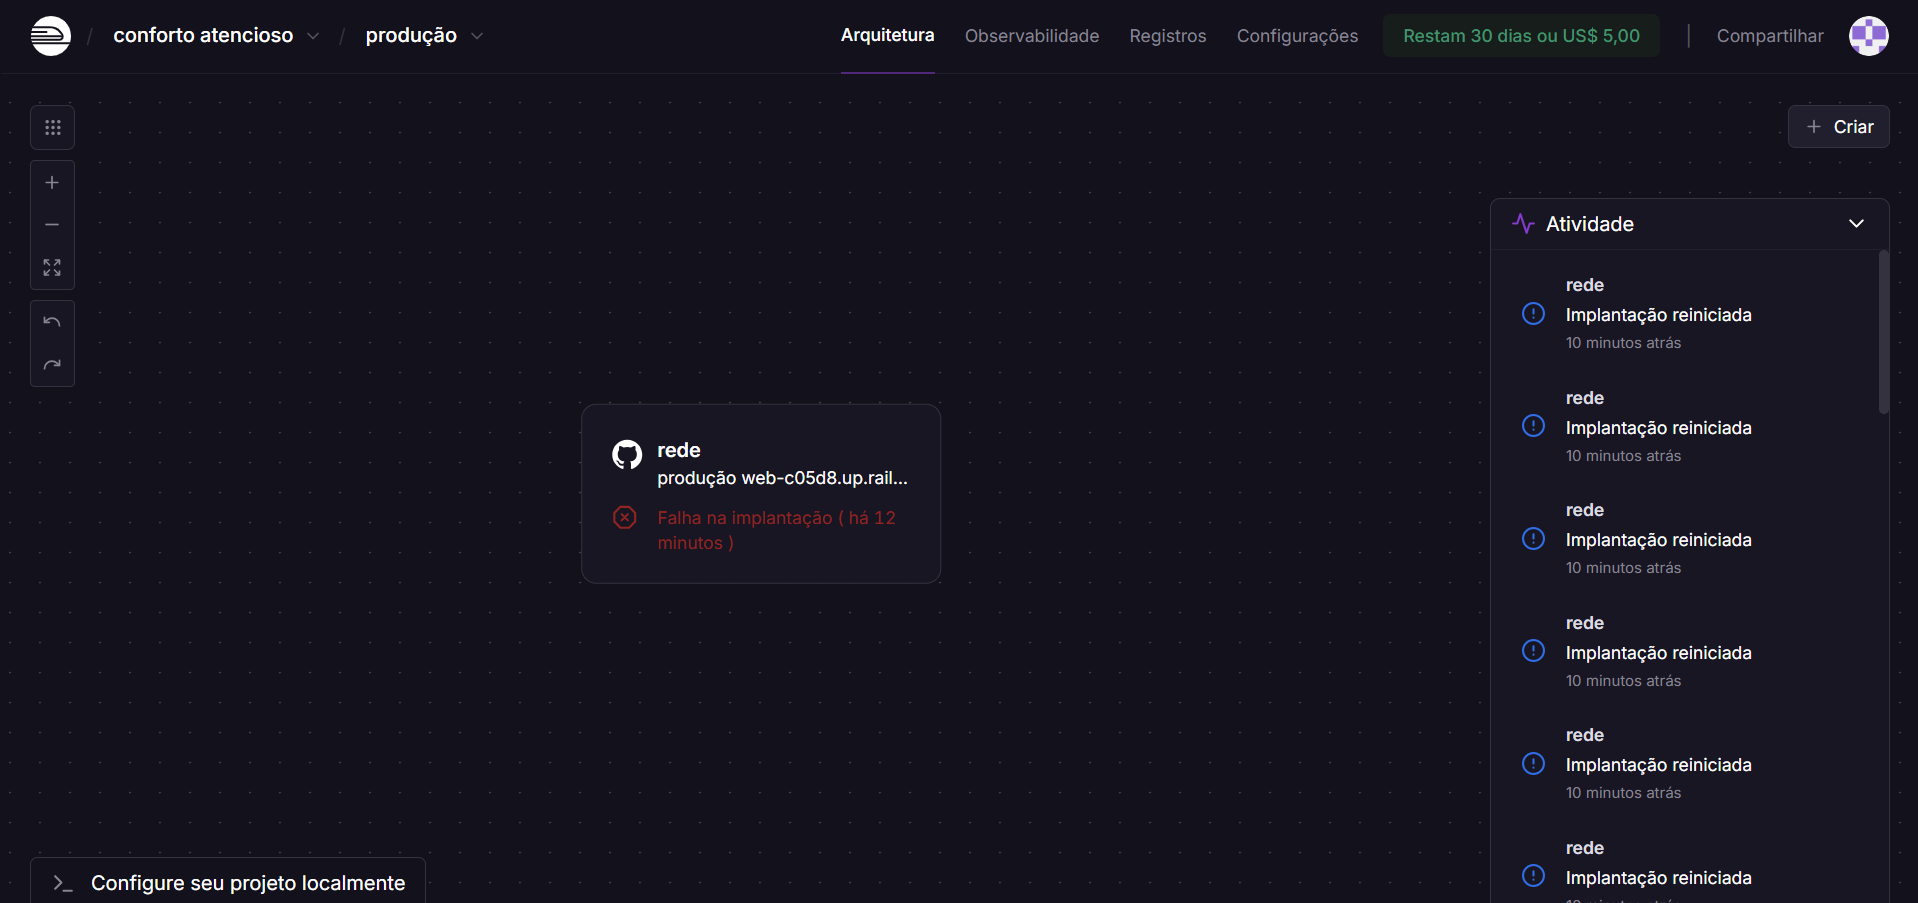 / conforto atencioso / produção
Arquitetura Observabilidade Registros Configurações Restam 30 dias ou US$ 5,00 Compartilhar
+ Criar
Atividade
rede
Implantação reiniciada
10 minutos atrás
rede
Implantação reiniciada
10 minutos atrás
rede
Implantação reiniciada
10 minutos atrás
rede
Implantação reiniciada
10 minutos atrás
rede
Implantação reiniciada
10 minutos atrás
rede
Implantação reiniciada
rede
produção web-c05d8.up.rail...
Falha na implantação ( há 12
minutos )
Configure seu projeto localmente